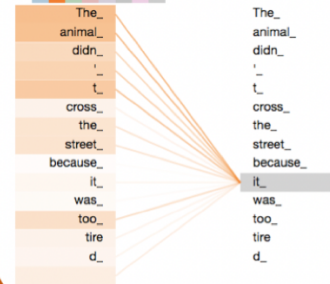 The_ The_
animal_ animal_
didn_ didn_
'_ '_
t_ t_
cross_ cross_
the_ the_
street_ street_
because_ because_
it_ it_
was_ was_
too_ too_
tire tire
d_ d_